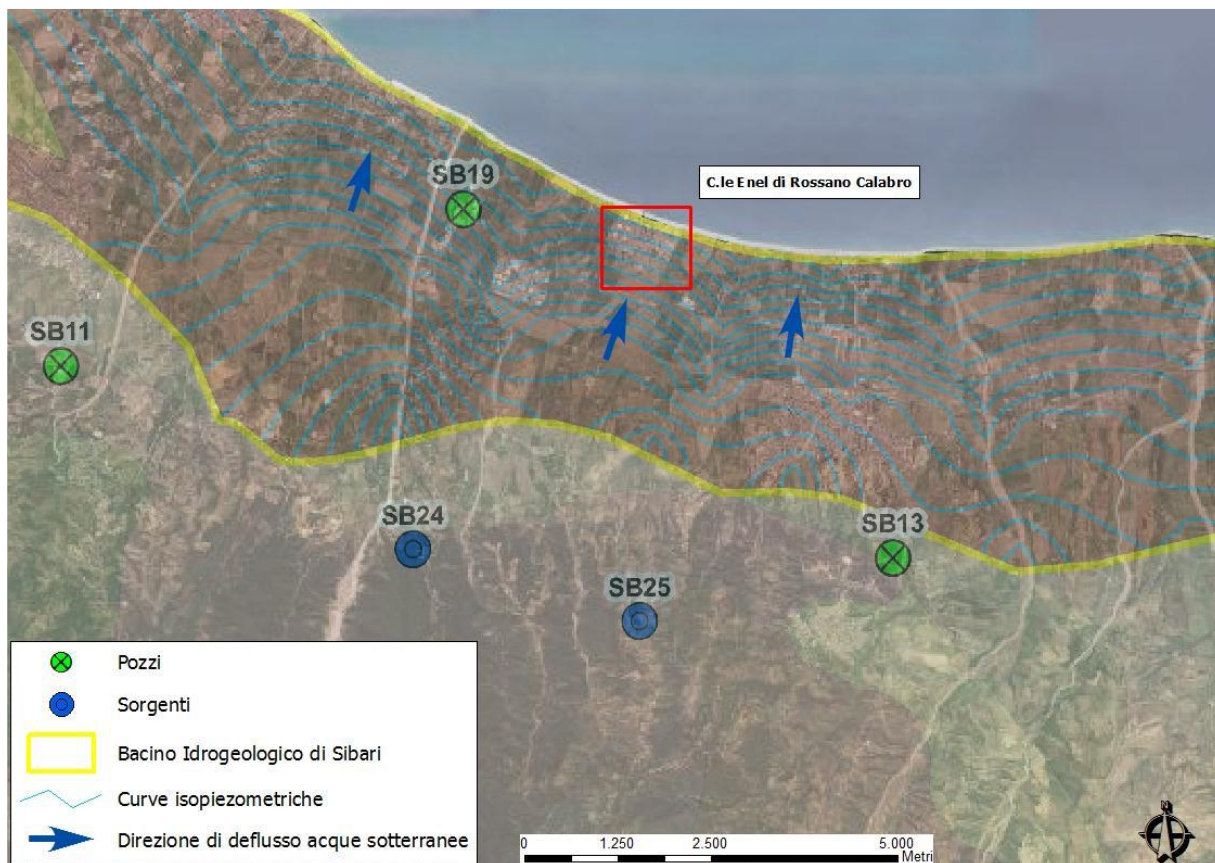 C.le Enel di Rossano Calabro
SB19
SB11
SB24
SB13
SB25
Pozzi
Sorgenti
Bacino Idrogeologico di Sibari
Curve isopiezometriche
Direzione di deflusso acque sotterranee
0 1.250 2.500 5.000
Metri
N